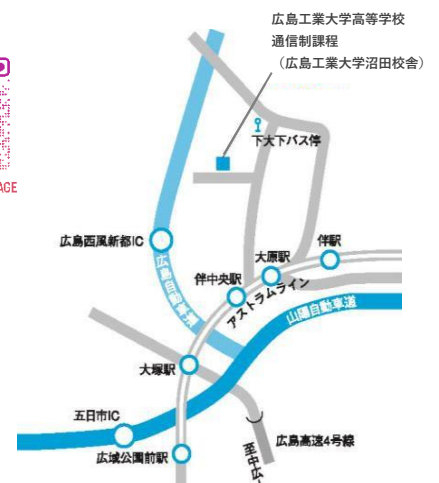 広島工業大学高等学校
通信制課程
（広島工業大学沼田校舎）
下大下バス停
AGE
広島西風新都IC
大原駅
伴駅
伴中央駅
広島自動車道
アストラムライン
山陽自動車道
大塚駅
五日市IC
広島高速4号線
広域公園前駅
至中広